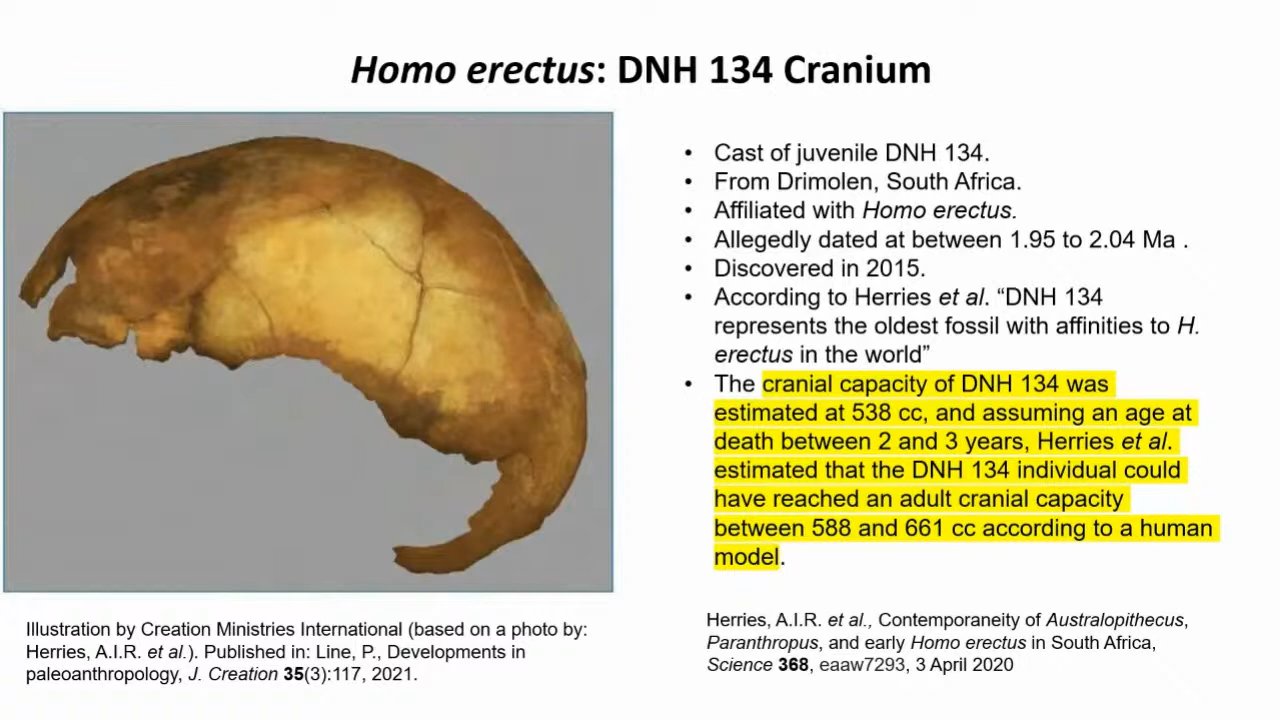 Homo erectus: DNH 134 Cranium
• Cast of juvenile DNH 134.
• From Drimolen, South Africa.
• Affiliated with Homo erectus.
• Allegedly dated at between 1.95 to 2.04 Ma .
• Discovered in 2015.
• According to Herries et al. “DNH 134
represents the oldest fossil with affinities to H.
erectus in the world”
• The cranial capacity of DNH 134 was
estimated at 538 cc, and assuming an age at
death between 2 and 3 years, Herries et al.
estimated that the DNH 134 individual could
have reached an adult cranial capacity
between 588 and 661 cc according to a human
model.
Illustration by Creation Ministries International (based on a photo by:
Herries, A.I.R. et al.). Published in: Line, P., Developments in
paleoanthropology, J. Creation 35(3):117, 2021.
Herries, A.I.R. et al., Contemporaneity of Australopithecus,
Paranthropus, and early Homo erectus in South Africa,
Science 368, eaaw7293, 3 April 2020